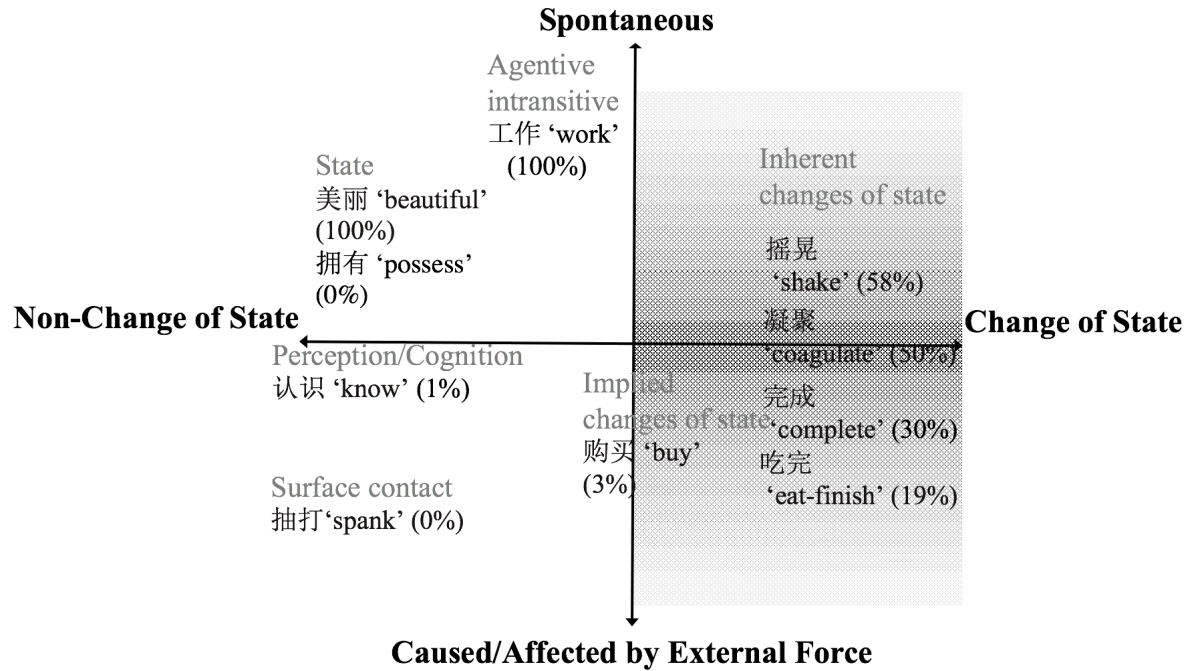 Spontaneous
Agentive
intransitive
工作 ‘work’
(100%)
State
美丽 ‘beautiful’
(100%)
拥有 ‘possess’
(0%)
Inherent
changes of state
摇晃
‘shake’ (58%)
凝聚
‘coagulate’ (50%)
Non-Change of State
Change of State
Perception/Cognition
认识 ‘know’ (1%)
Implied
changes of state
购买 ‘buy’
(3%)
完成
‘complete’ (30%)
吃完
‘eat-finish’ (19%)
Surface contact
抽打‘spank’ (0%)
Caused/Affected by External Force